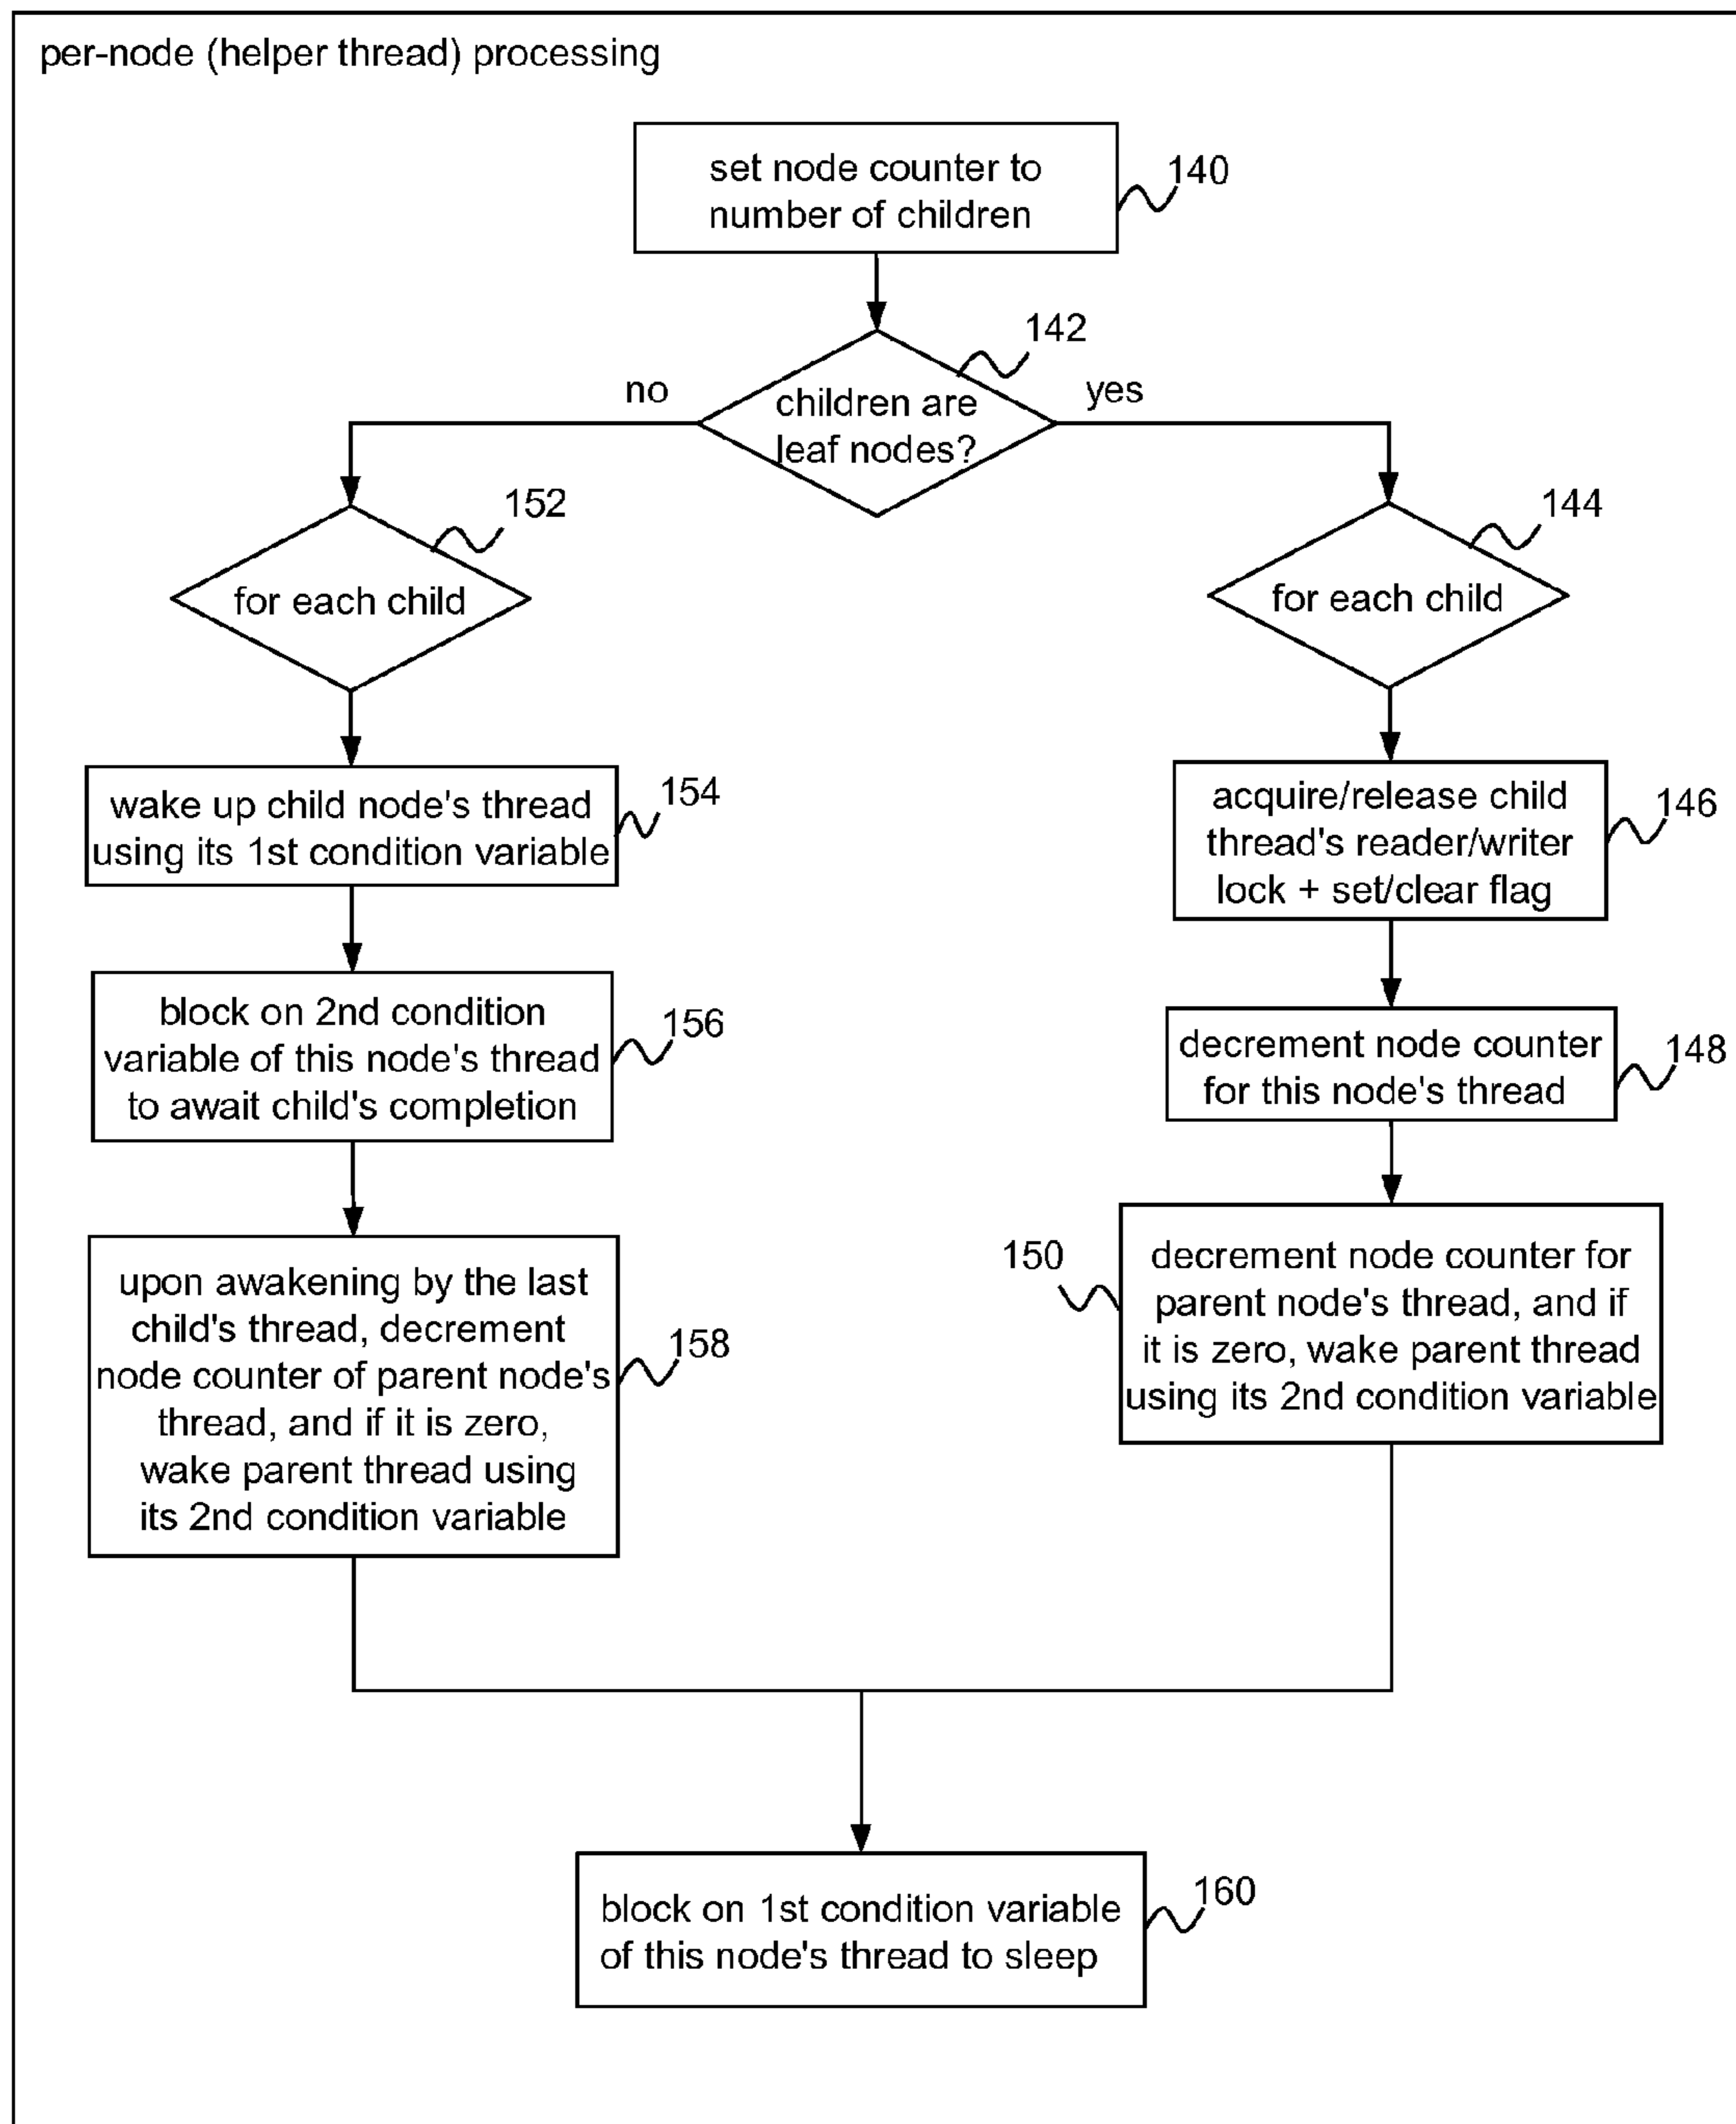 per-node (helper thread) processing
set node counter to
number of children
140
142
no
yes
children are
leaf nodes?
152
144
for each child
for each child
wake up child node's thread
using its 1st condition variable
154
acquire/release child
thread's reader/writer
lock + set/clear flag
146
block on 2nd condition
variable of this node's thread
to await child's completion
156
decrement node counter
for this node's thread
148
upon awakening by the last
child's thread, decrement
node counter of parent node's
thread, and if it is zero,
wake parent thread using
its 2nd condition variable
158
150
decrement node counter for
parent node's thread, and if
it is zero, wake parent thread
using its 2nd condition variable
block on 1st condition variable
of this node's thread to sleep
160